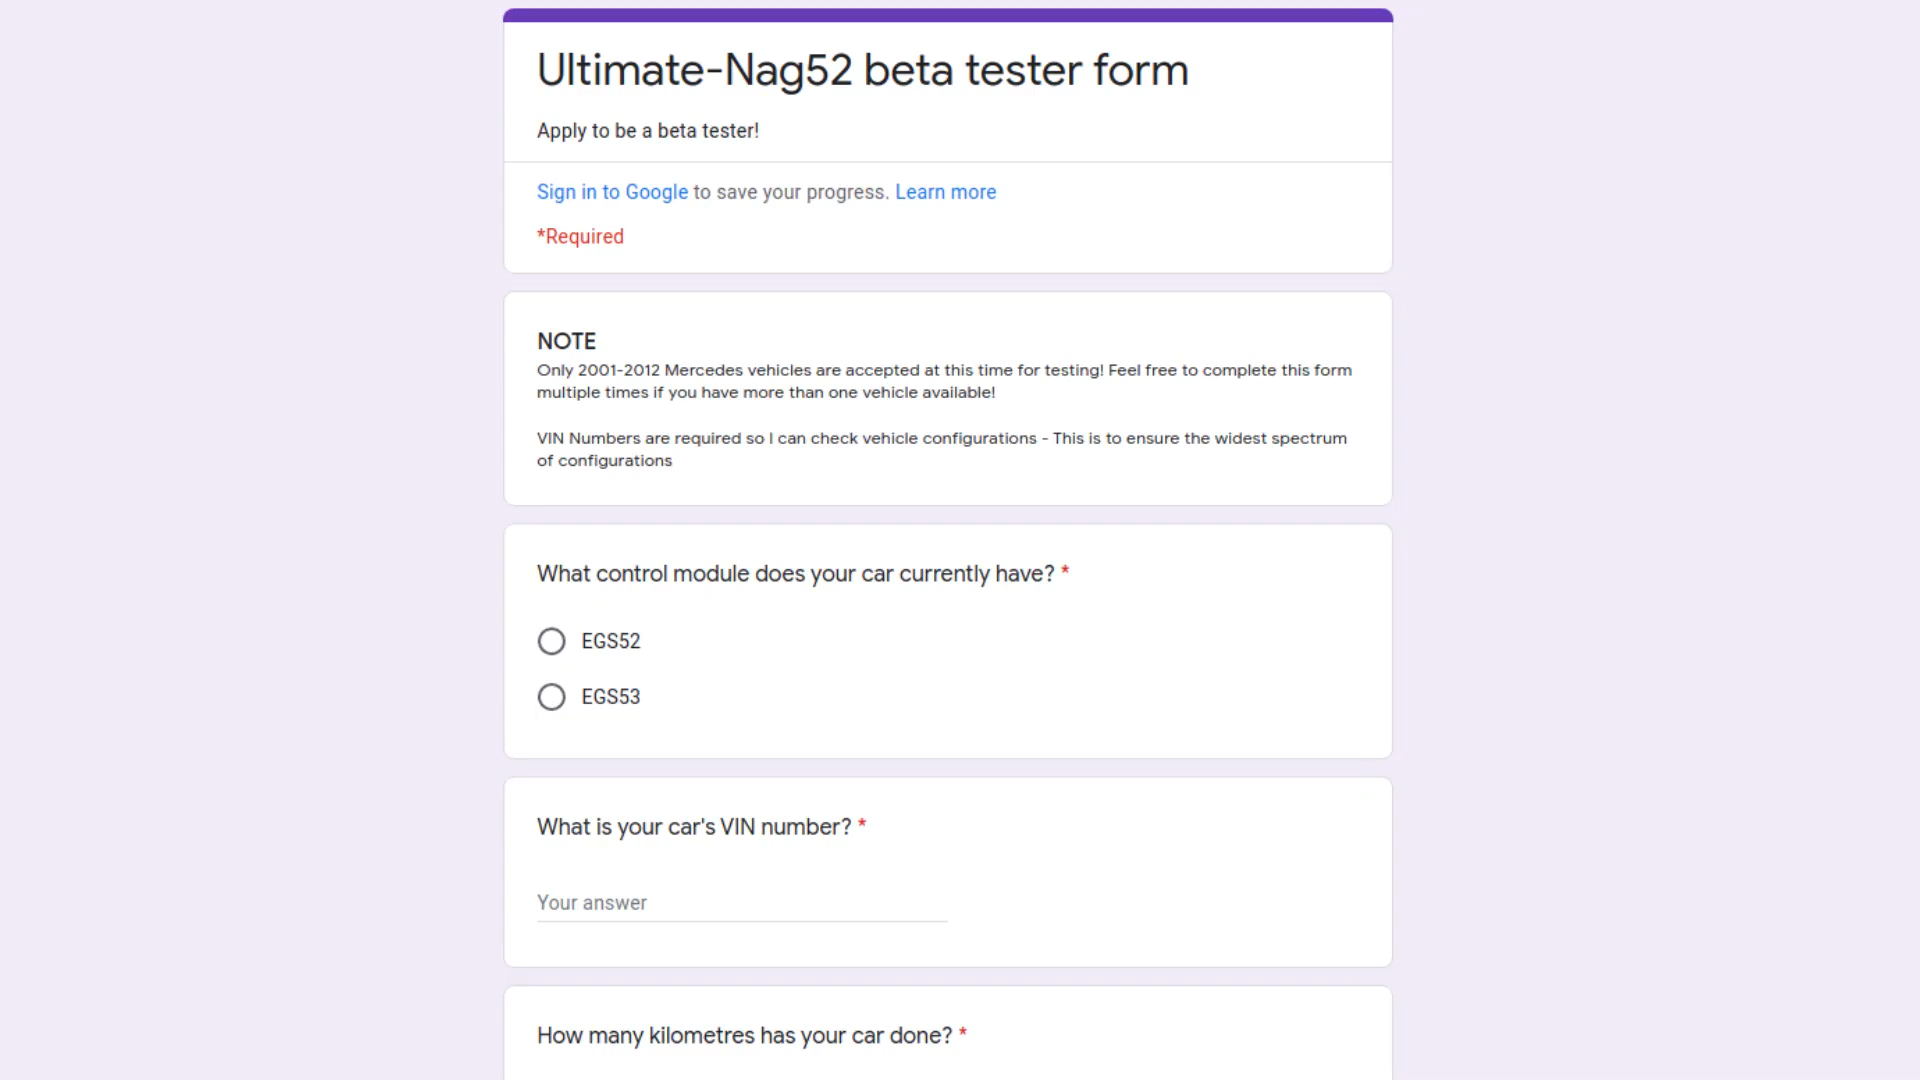 Ultimate-Nag52 beta tester form
Apply to be a beta tester!
Sign in to Google to save your progress. Learn more
*Required
NOTE
Only 2001-2012 Mercedes vehicles are accepted at this time for testing! Feel free to complete this form
multiple times if you have more than one vehicle available!
VIN Numbers are required so I can check vehicle configurations - This is to ensure the widest spectrum
of configurations
What control module does your car currently have? *
EGS52
EGS53
What is your car's VIN number? *
Your answer
How many kilometres has your car done? *